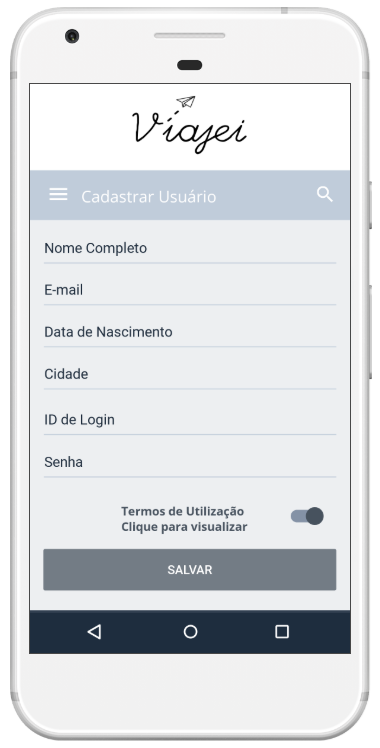 Viajei
Cadastrar Usuário
Nome Completo
E-mail
Data de Nascimento
Cidade
ID de Login
Senha
Termos de Utilização
Clique para visualizar
SALVAR